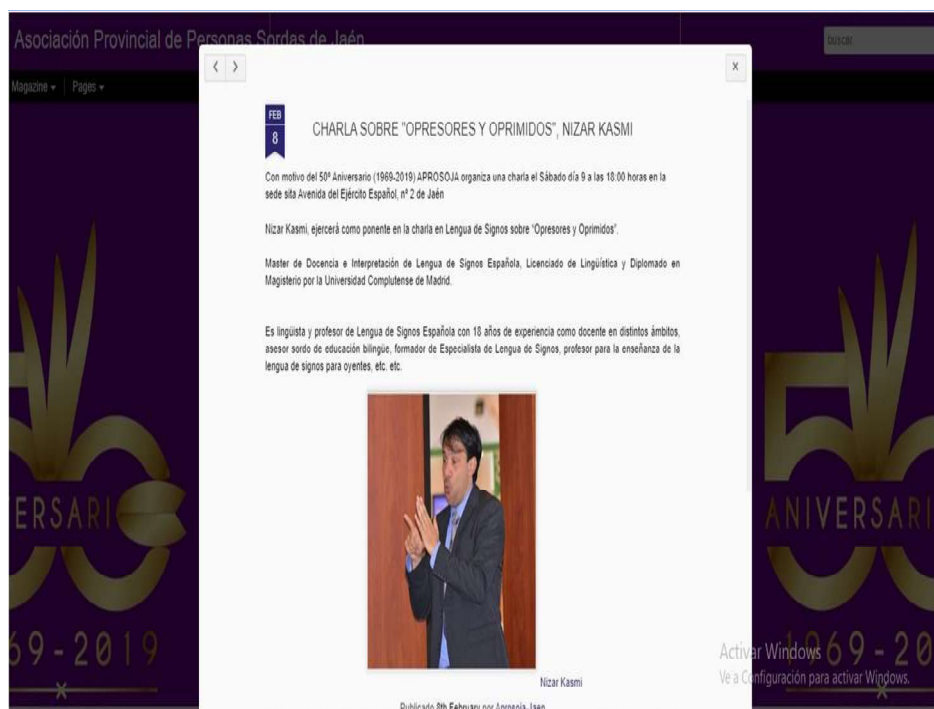 Asociación Provincial de Personas Sordas de Jaén
buscar
Magazine
Pages
FEB
8
CHARLA SOBRE "OPRESORES Y OPRIMIDOS", NIZAR KASMI
Con motivo del 50º Aniversario (1969-2019) APROSOJA organiza una charla el Sábado día 9 a las 18:00 horas en la
sede sita Avenida del Ejército Español, nº 2 de Jaén
Nizar Kasmi, ejercerá como ponente en la charla en Lengua de Signos sobre "Opresores y Oprimidos".
Master de Docencia e Interpretación de Lengua de Signos Española, Licenciado de Lingüística y Diplomado en
Magisterio por la Universidad Complutense de Madrid.
Es lingüista y profesor de Lengua de Signos Española con 18 años de experiencia como docente en distintos ámbitos,
asesor sordo de educación bilingüe, formador de Especialista de Lengua de Signos, profesor para la enseñanza de la
lengua de signos para oyentes, etc. etc.
ERSARI
69-2019
ANIVERSARI
1969-20
Nizar Kasmi
Publicado 8th February por Aprosoja-Jaen
Activar Windows
Ve a Configuración para activar Windows.